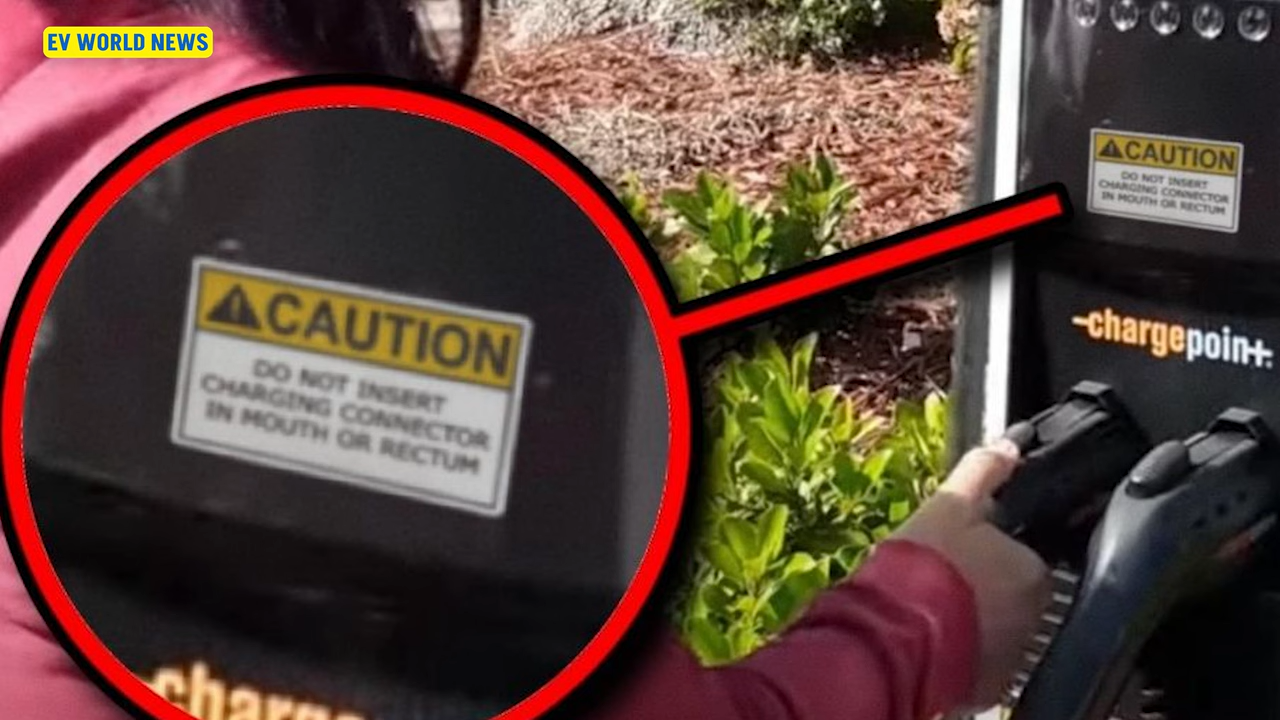 EV WORLD NEWS
CAUTION
DO NOT INSERT
CHARGING CONNECTOR
IN MOUTH OR RECTUM
-chargepoin+.
CAUTION
DO NOT INSERT
CHARGING CONNECTOR
IN MOUTH OR RECTUM
charge